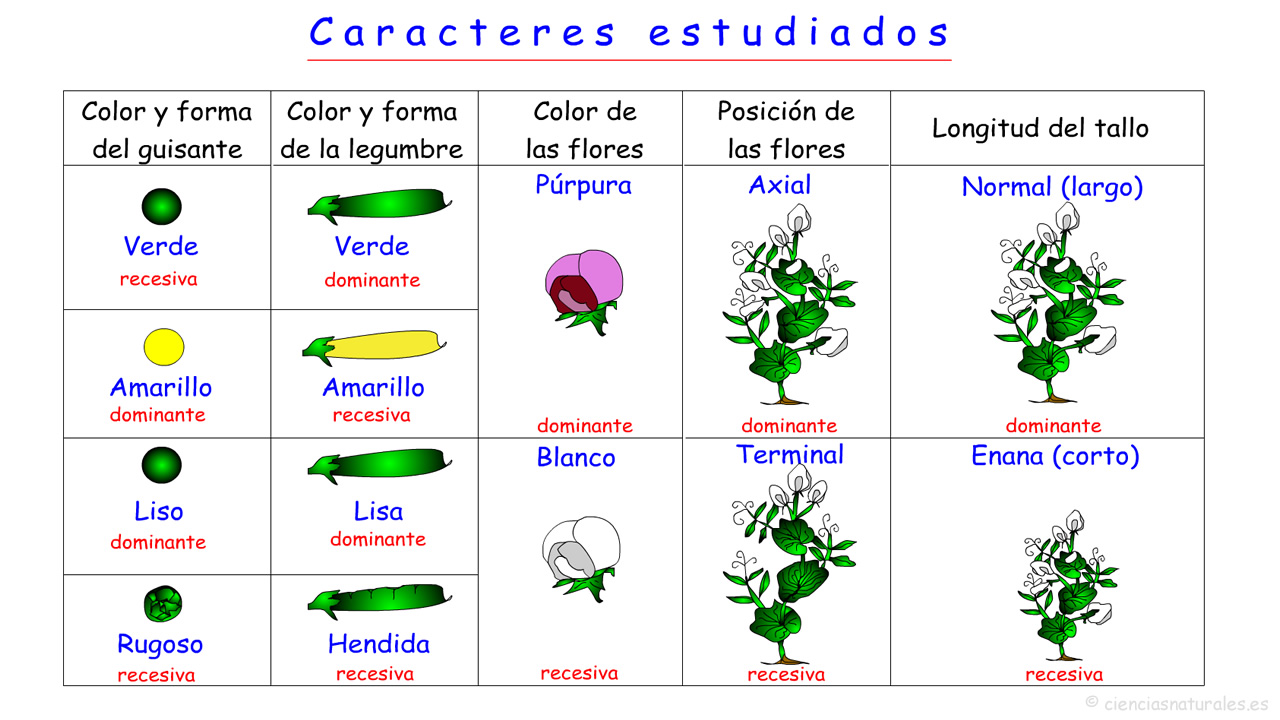 Caracteres estudiados
Color y forma
del guisante
Color y forma
de la legumbre
Color de
las flores
Posición de
las flores
Longitud del tallo
Verde
recesiva
Verde
dominante
Púrpura
dominante
Axial
dominante
Normal (largo)
dominante
Amarillo
dominante
Amarillo
recesiva
Liso
dominante
Lisa
dominante
Blanco
recesiva
Terminal
recesiva
Enana (corto)
recesiva
Rugoso
recesiva
Hendida
recesiva
© cienciasnaturales.es